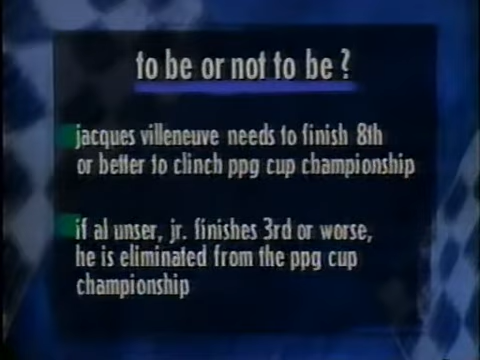 to be or not to be ?
jacques villeneuve needs to finish 8th
or better to clinch ppg cup championship
if al unser, jr. finishes 3rd or worse,
he is eliminated from the ppg cup
championship